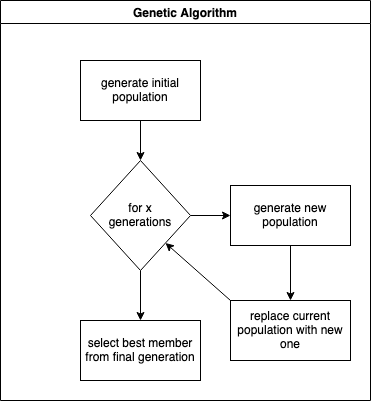 Genetic Algorithm
generate initial
population
for x
generations
generate new
population
select best member
from final generation
replace current
population with new
one